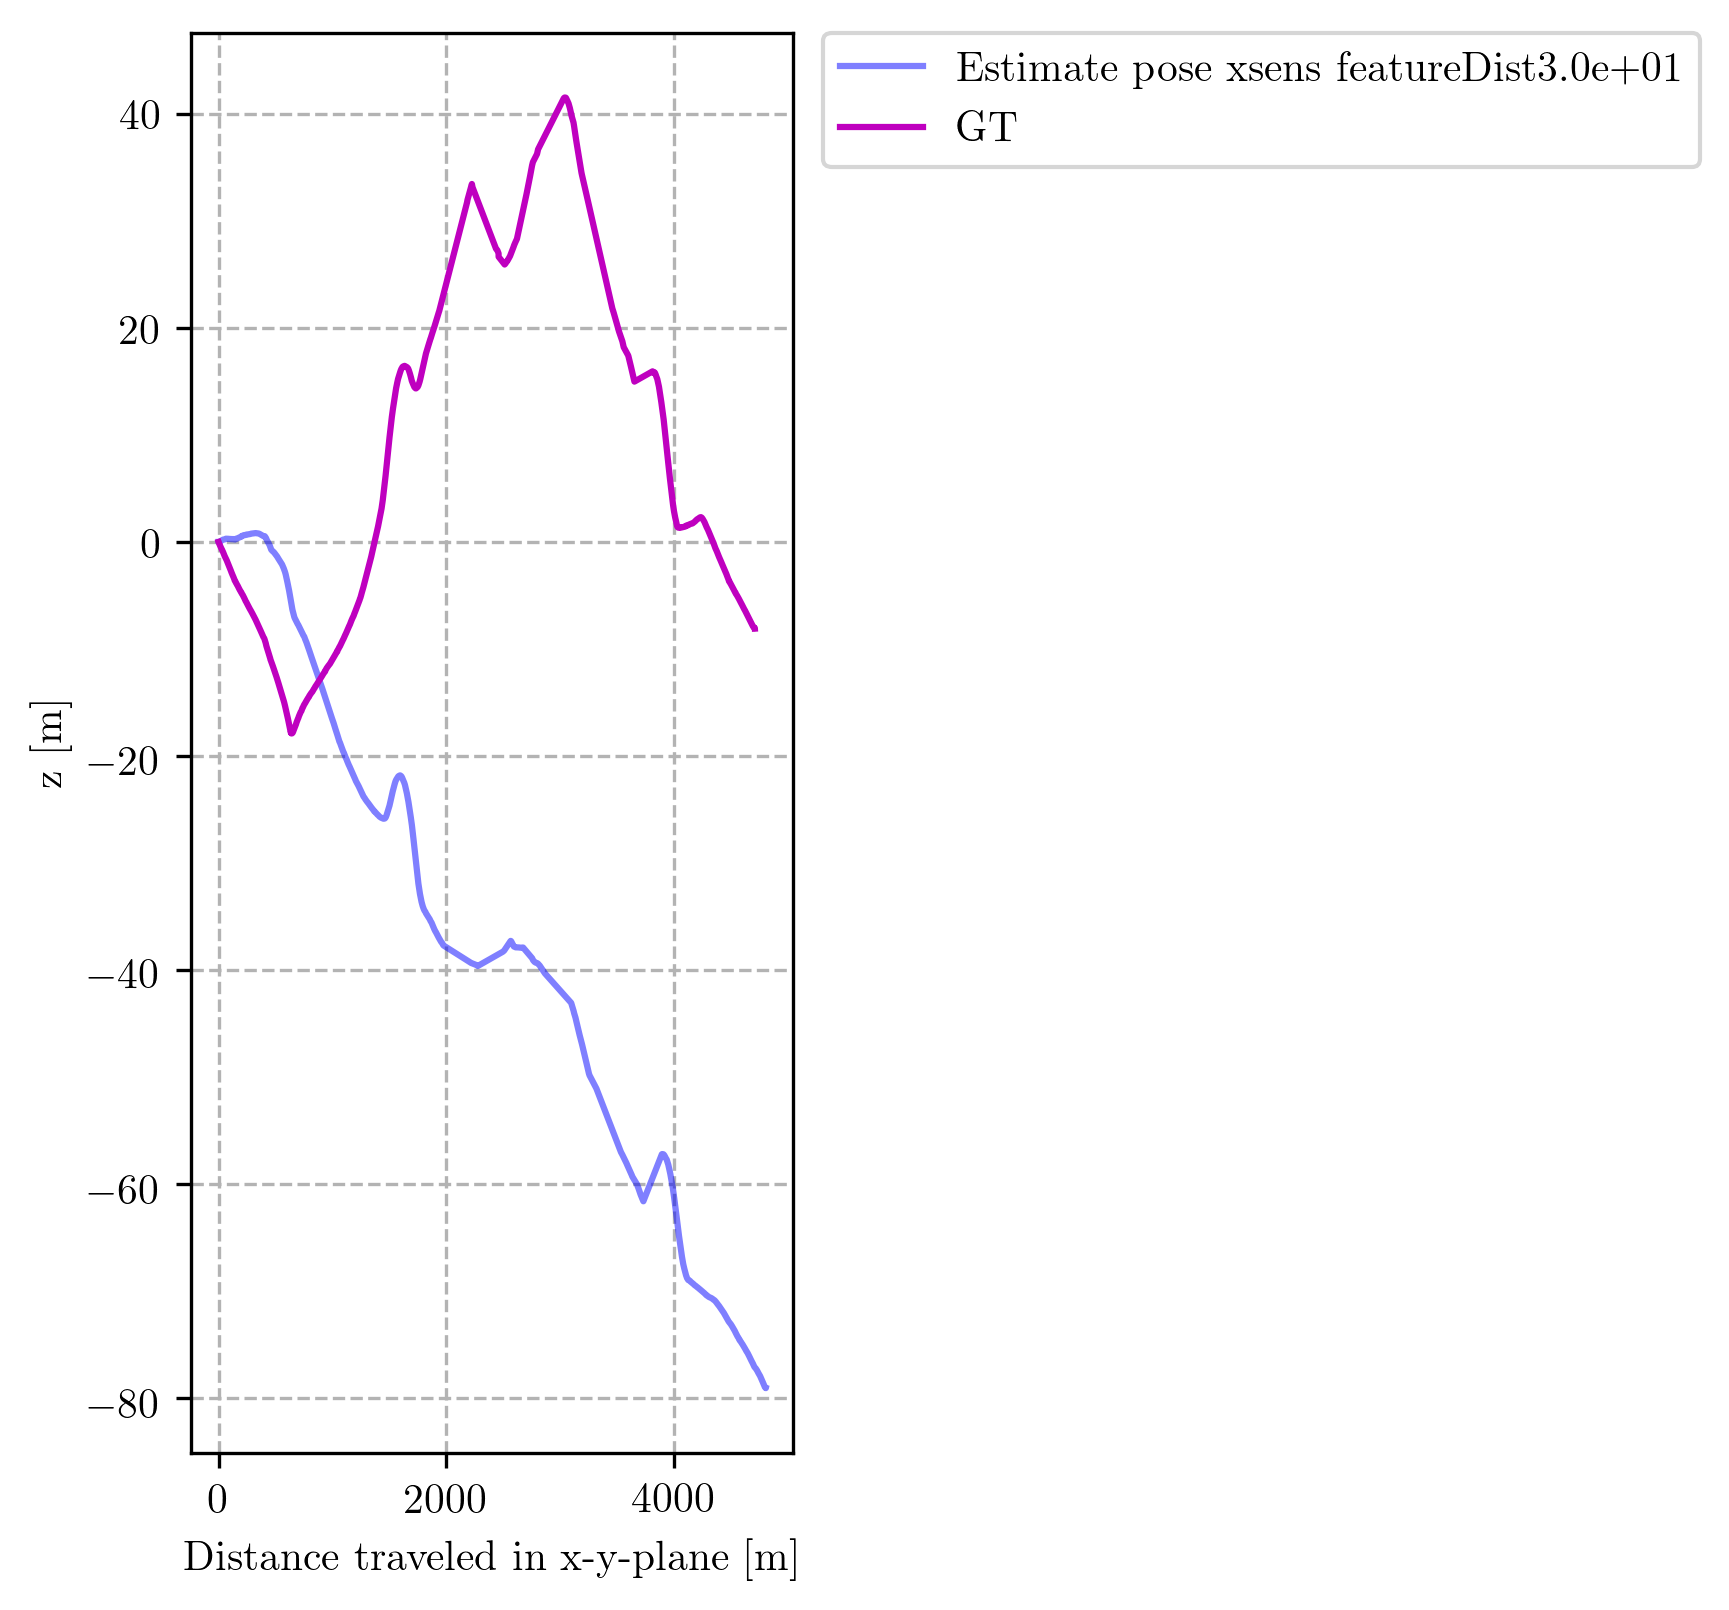 Estimate pose xsens featureDist3.0e+01
GT
40
20
0
−20
−40
−60
−80
z [m]
0 2000 4000
Distance traveled in x-y-plane [m]